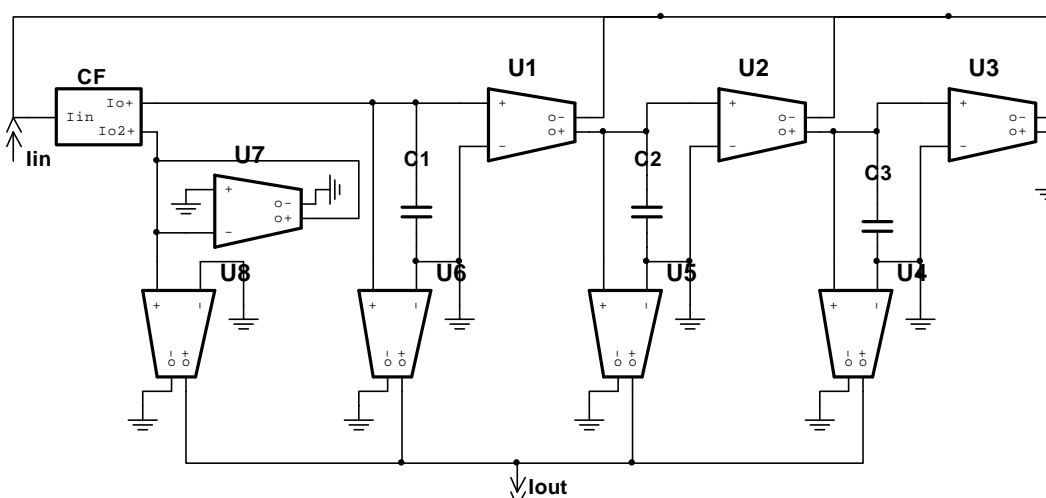 CF
Io+
Iin
Io2+
Iin
U1
+
O-
O+
-
U2
+
O-
O+
-
U3
+
O-
O+
-
U7
+
O-
O+
-
C1
C2
C3
U8
+
-
-
+
O
O
U6
+
-
-
+
O
O
U5
+
-
-
+
O
O
U4
+
-
-
+
O
O
Iout